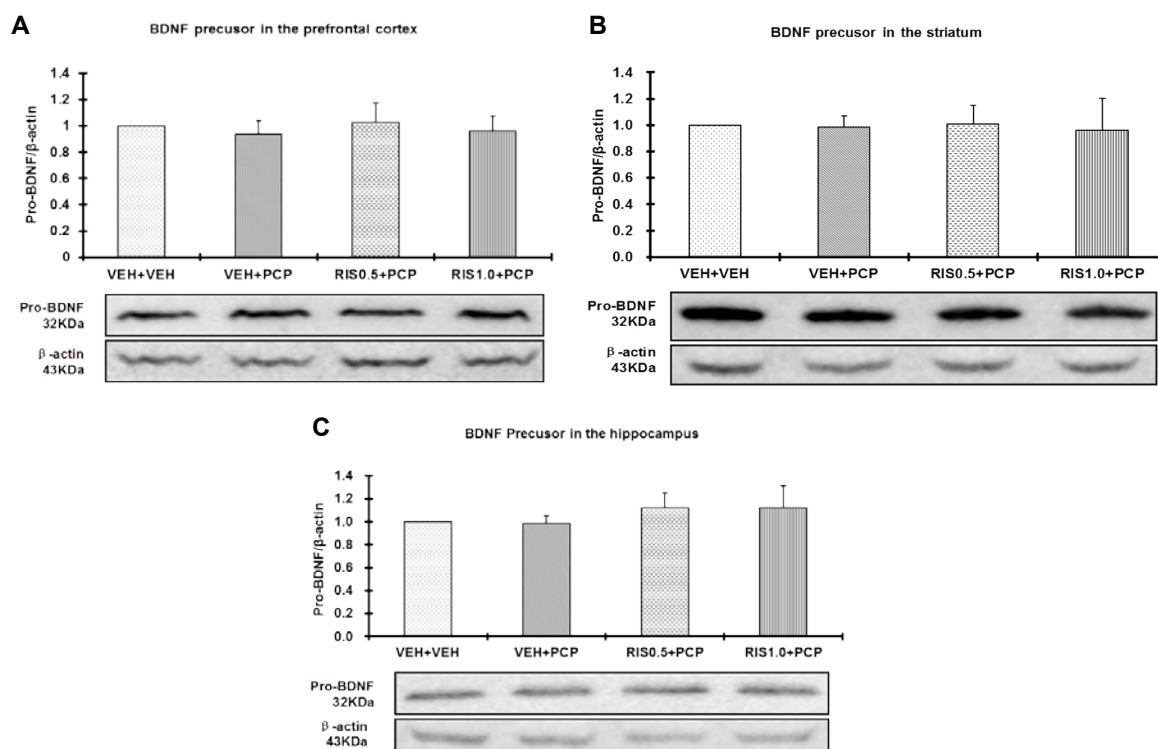 A
BDNF precusor in the prefrontal cortex
Pro-BDNF/β-actin
1.4
1.2
1
0.8
0.6
0.4
0.2
0
VEH+VEH VEH+PCP RIS0.5+PCP RIS1.0+PCP
Pro-BDNF
32KDa
β-actin
43KDa
B
BDNF precusor in the striatum
Pro-BDNF/β-actin
1.4
1.2
1.0
0.8
0.6
0.4
0.2
0.0
VEH+VEH VEH+PCP RIS0.5+PCP RIS1.0+PCP
Pro-BDNF
32KDa
β-actin
43KDa
C
BDNF Precusor in the hippocampus
Pro-BDNF/β-actin
1.4
1.2
1.0
0.8
0.6
0.4
0.2
0.0
VEH+VEH VEH+PCP RIS0.5+PCP RIS1.0+PCP
Pro-BDNF
32KDa
β-actin
43KDa